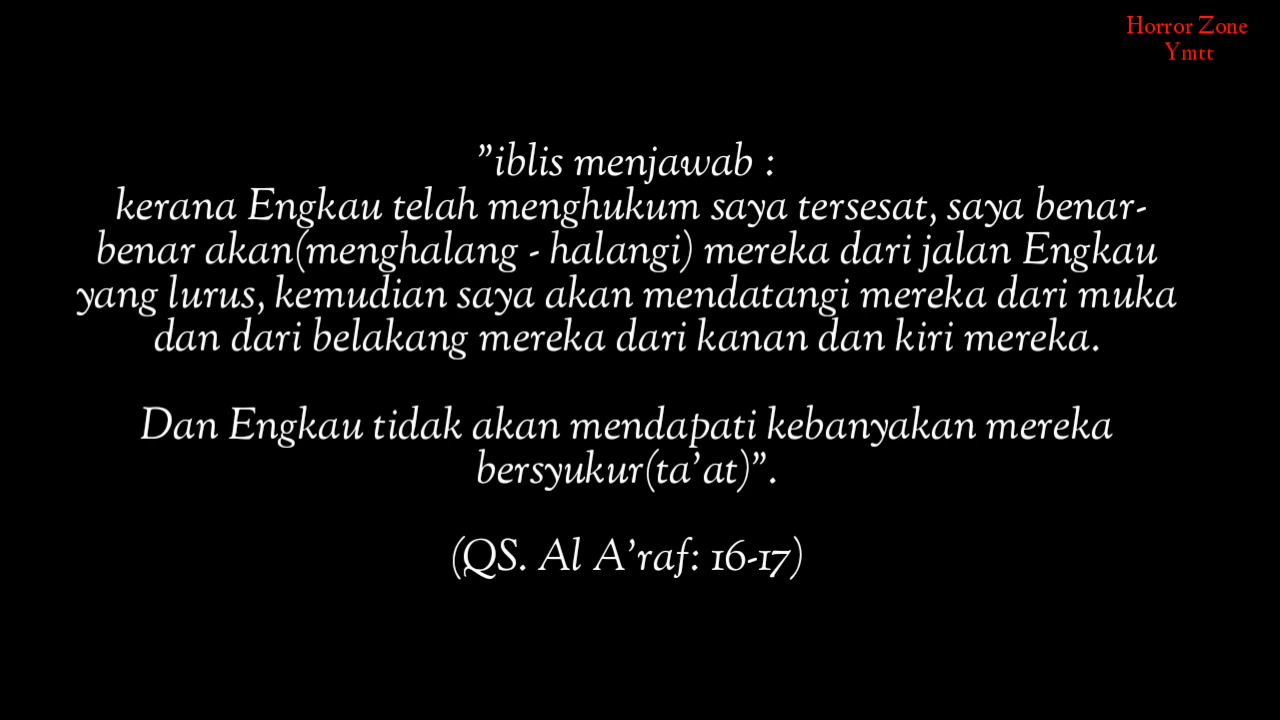 Horror Zone
Ymtt
"iblis menjawab :
kerana Engkau telah menghukum saya tersesat, saya benar-
benar akan(menghalang - halangi) mereka dari jalan Engkau
yang lurus, kemudian saya akan mendatangi mereka dari muka
dan dari belakang mereka dari kanan dan kiri mereka.
Dan Engkau tidak akan mendapati kebanyakan mereka
bersyukur(ta'at)".
(QS. Al A'raf: 16-17)